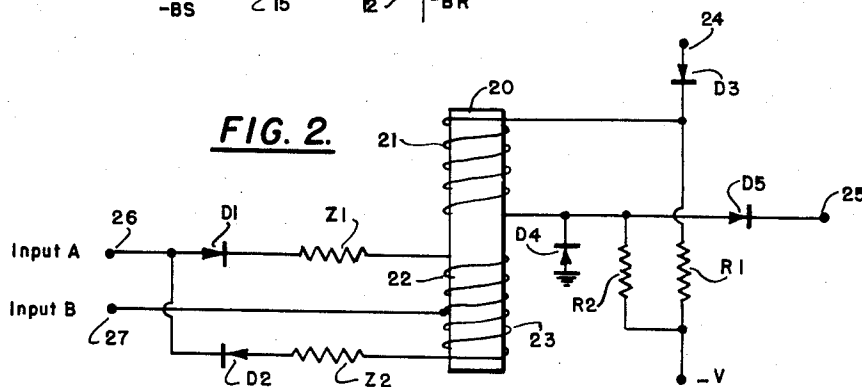 -BS 15 12 -BR
24
20
D3
FIG. 2.
21
D5
25
26 D1 Z1
Input A
D4
22
R2
R1
Input B
27
23
D2 Z2
-V